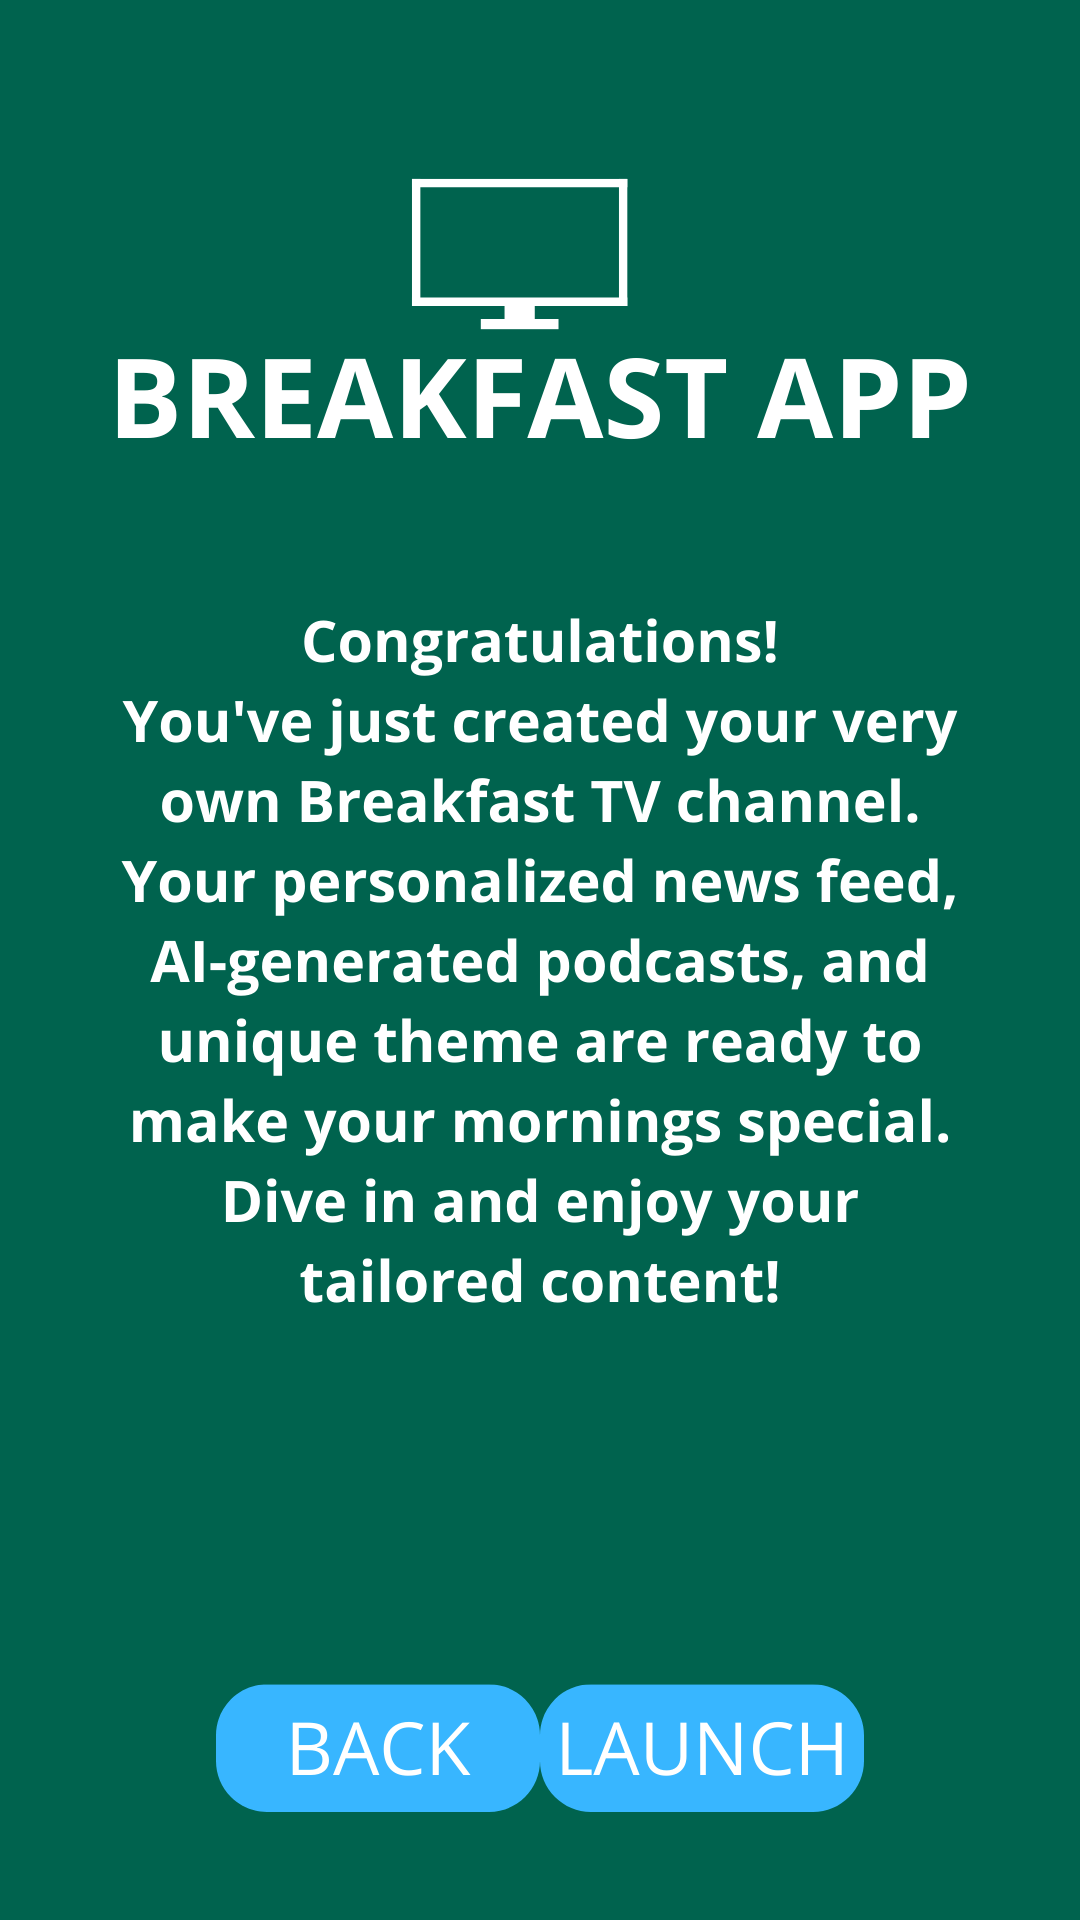 BREAKFAST APP
Congratulations!
You've just created your very
own Breakfast TV channel.
Your personalized news feed,
AI-generated podcasts, and
unique theme are ready to
make your mornings special.
Dive in and enjoy your
tailored content!
BACK LAUNCH